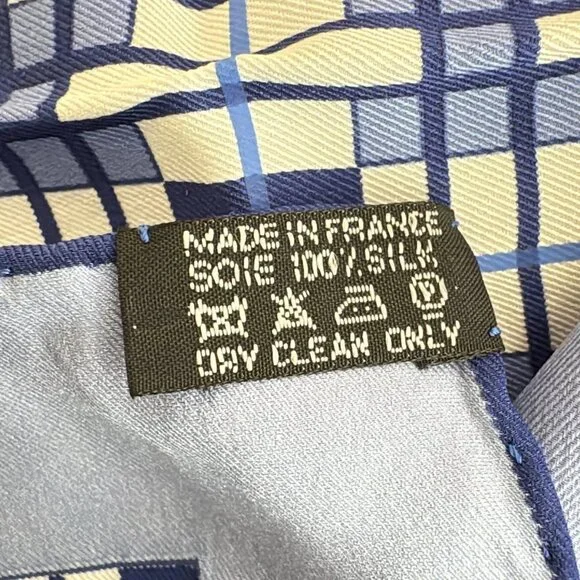 MADE IN FRANCE
SOIE 100% SILK
P
DRY CLEAN ONLY